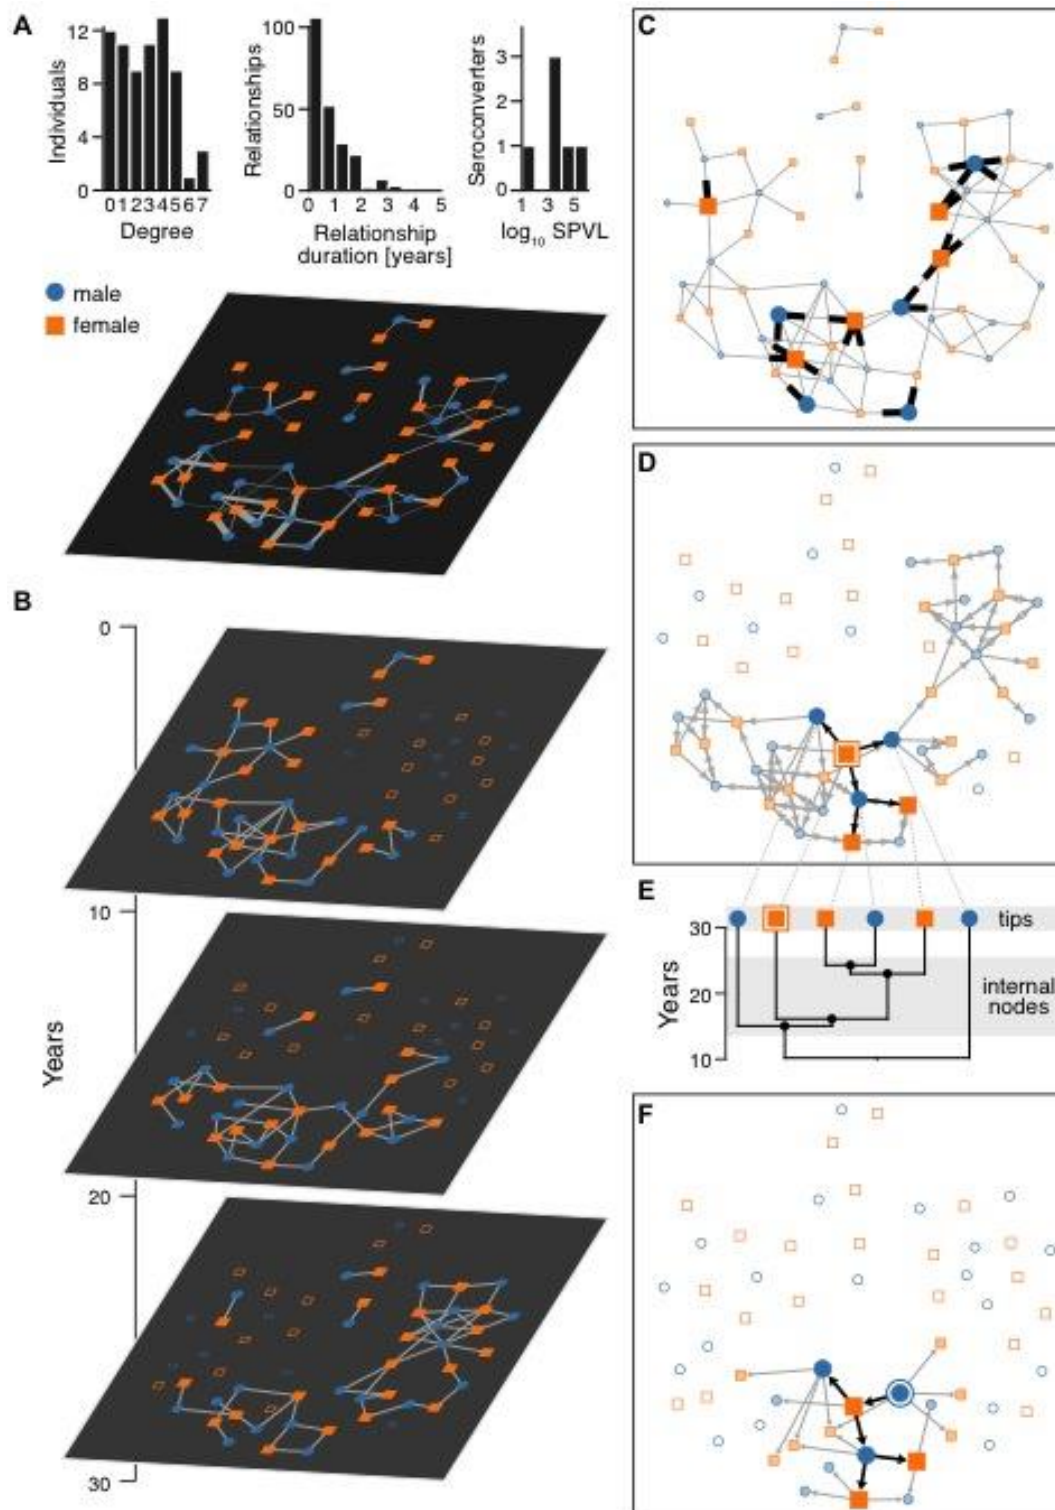 A
12
8
4
0
Individuals
0 1 2 3 4 5 6 7
Degree
100
50
0
Relationships
0 1 2 3 4 5
Relationship
duration [years]
3
2
1
0
Seroconverters
1 3 5
log₁₀ SPVL
male
female
B
0
10
20
30
Years
C
D
E
30
20
10
Years
tips
internal
nodes
F